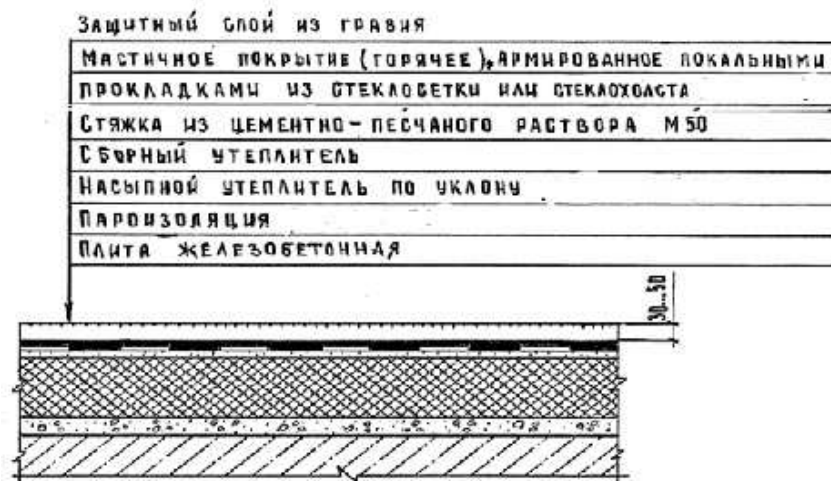 Защитный слой из гравия
Мастичное покрытие (горячее), армированное локальными
прокладками из стеклосетки или стеклохолста
Стяжка из цементно-песчаного раствора М50
Сборный утеплитель
Насыпной утеплитель по уклону
Пароизоляция
Плита железобетонная
30...50